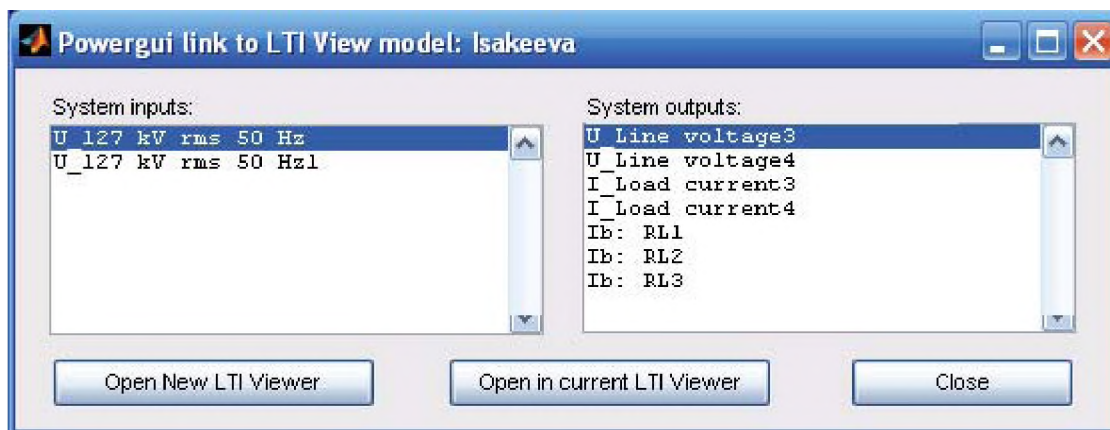 Powergui link to LTI View model: Isakeeva
System inputs:
U_127 kV rms 50 Hz
U_127 kV rms 50 Hz1
System outputs:
U_Line voltage3
U_Line voltage4
I_Load current3
I_Load current4
Ib: RL1
Ib: RL2
Ib: RL3
Open New LTI Viewer
Open in current LTI Viewer
Close